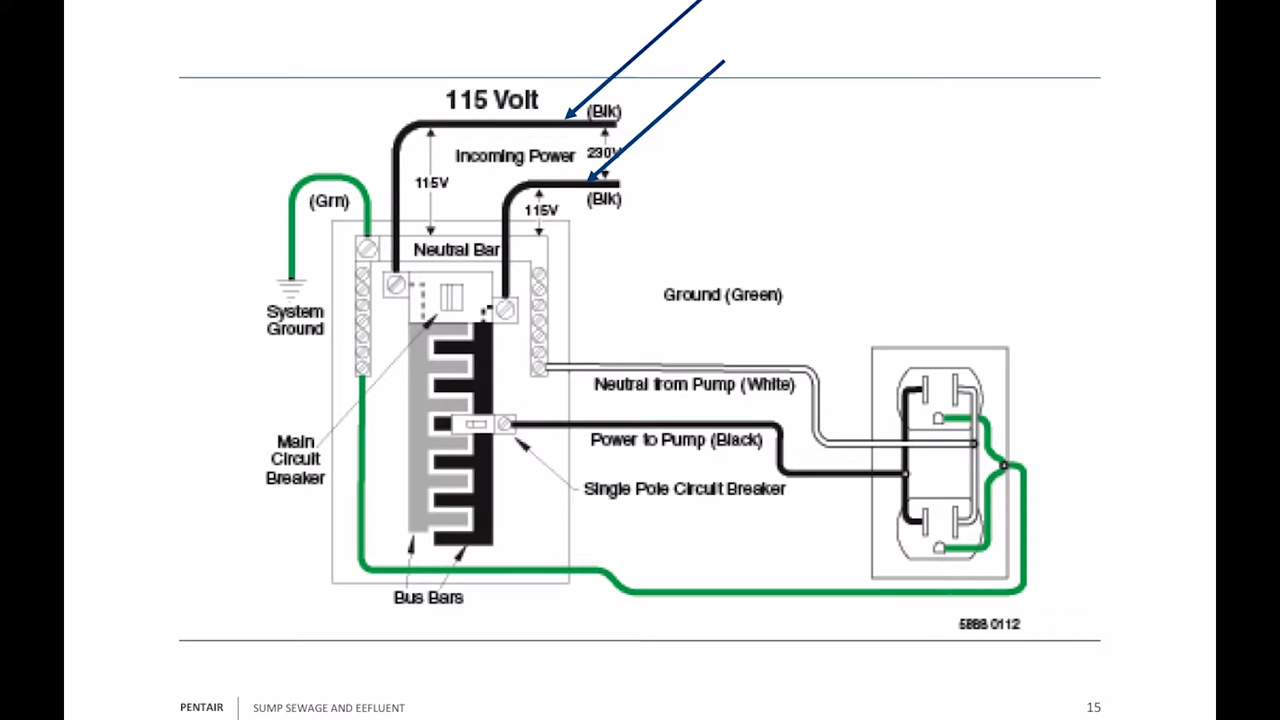 115 Volt
(Blk)
Incoming Power
230V
115V
(Grn)
(Blk)
115V
Neutral Bar
Ground (Green)
System
Ground
Neutral from Pump (White)
Power to Pump (Black)
Main
Circuit
Breaker
Single Pole Circuit Breaker
Bus Bars
5888 0112
PENTAIR
SUMP SEWAGE AND EEFLUENT
15